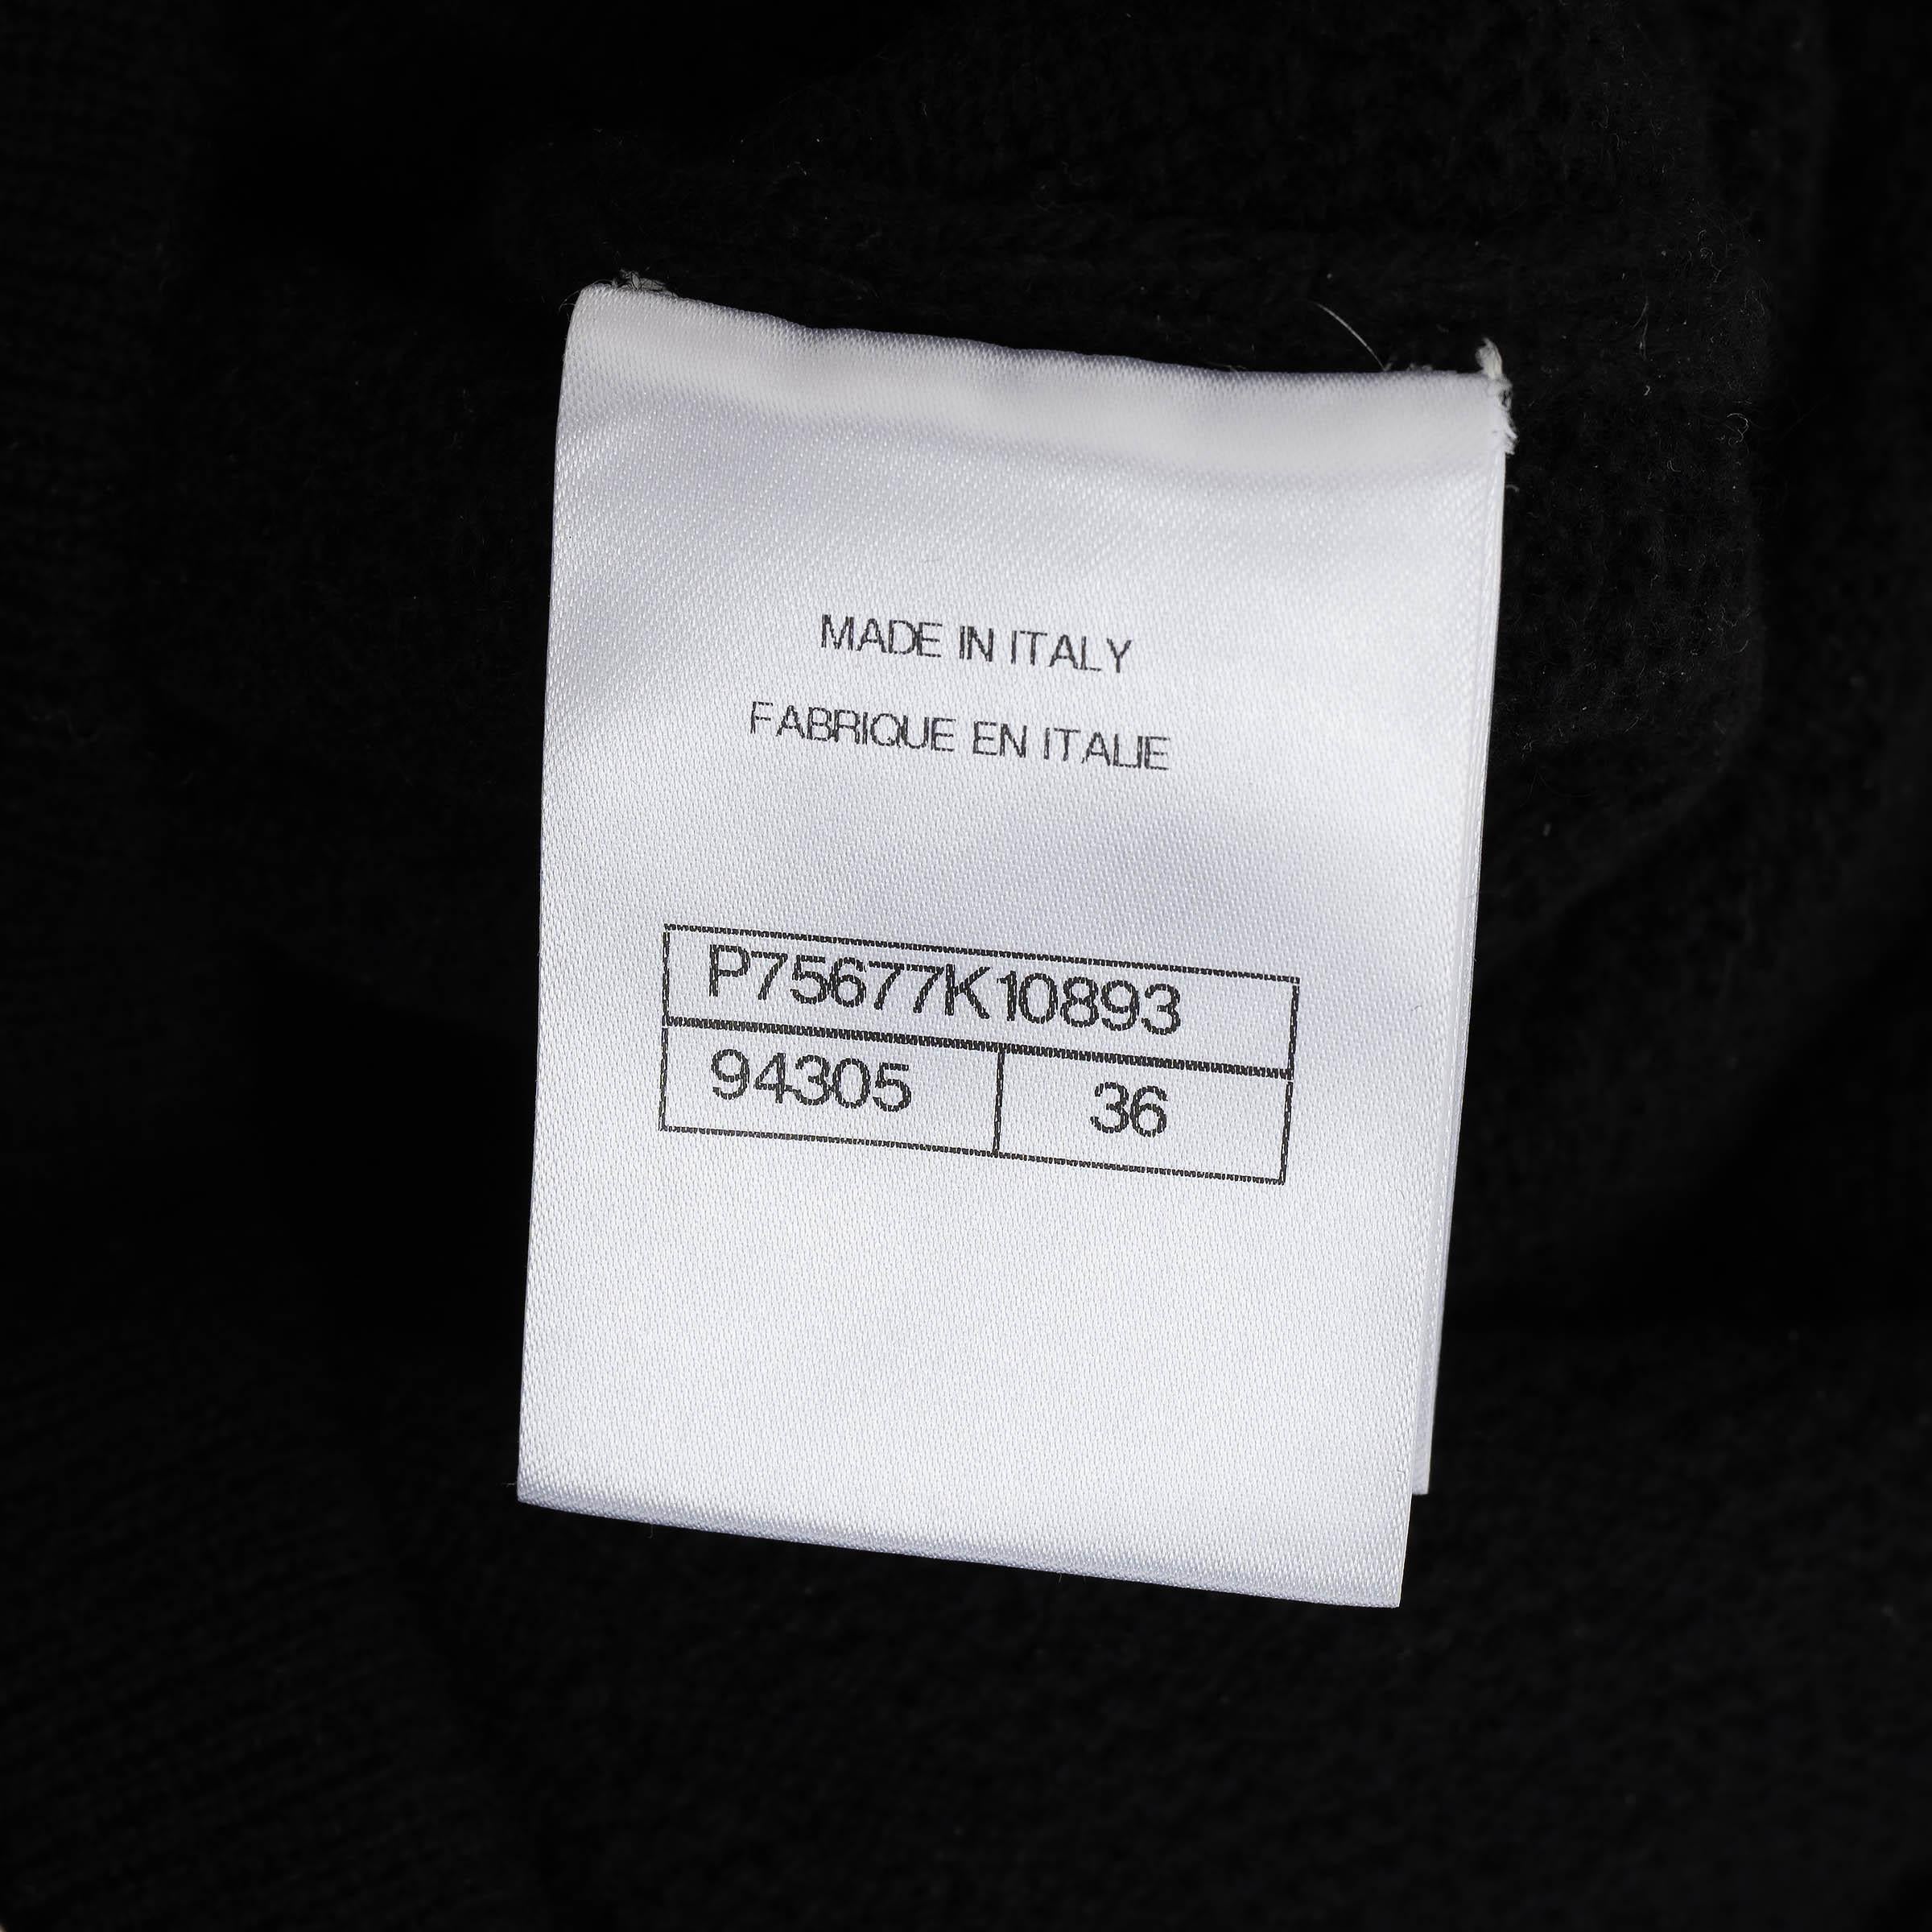 MADE IN ITALY
FABRIQUE EN ITALIE
P75677K10893
94305 36